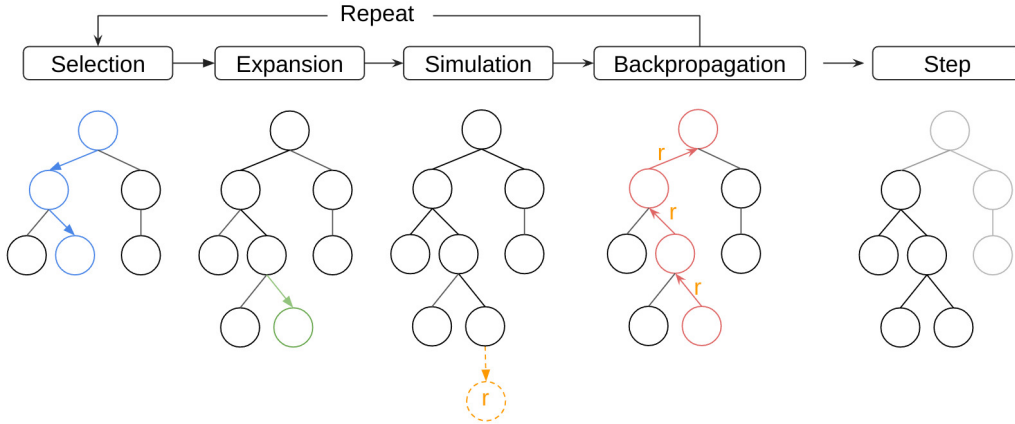 Repeat
Selection
Expansion
Simulation
Backpropagation
Step
r
r
r
r